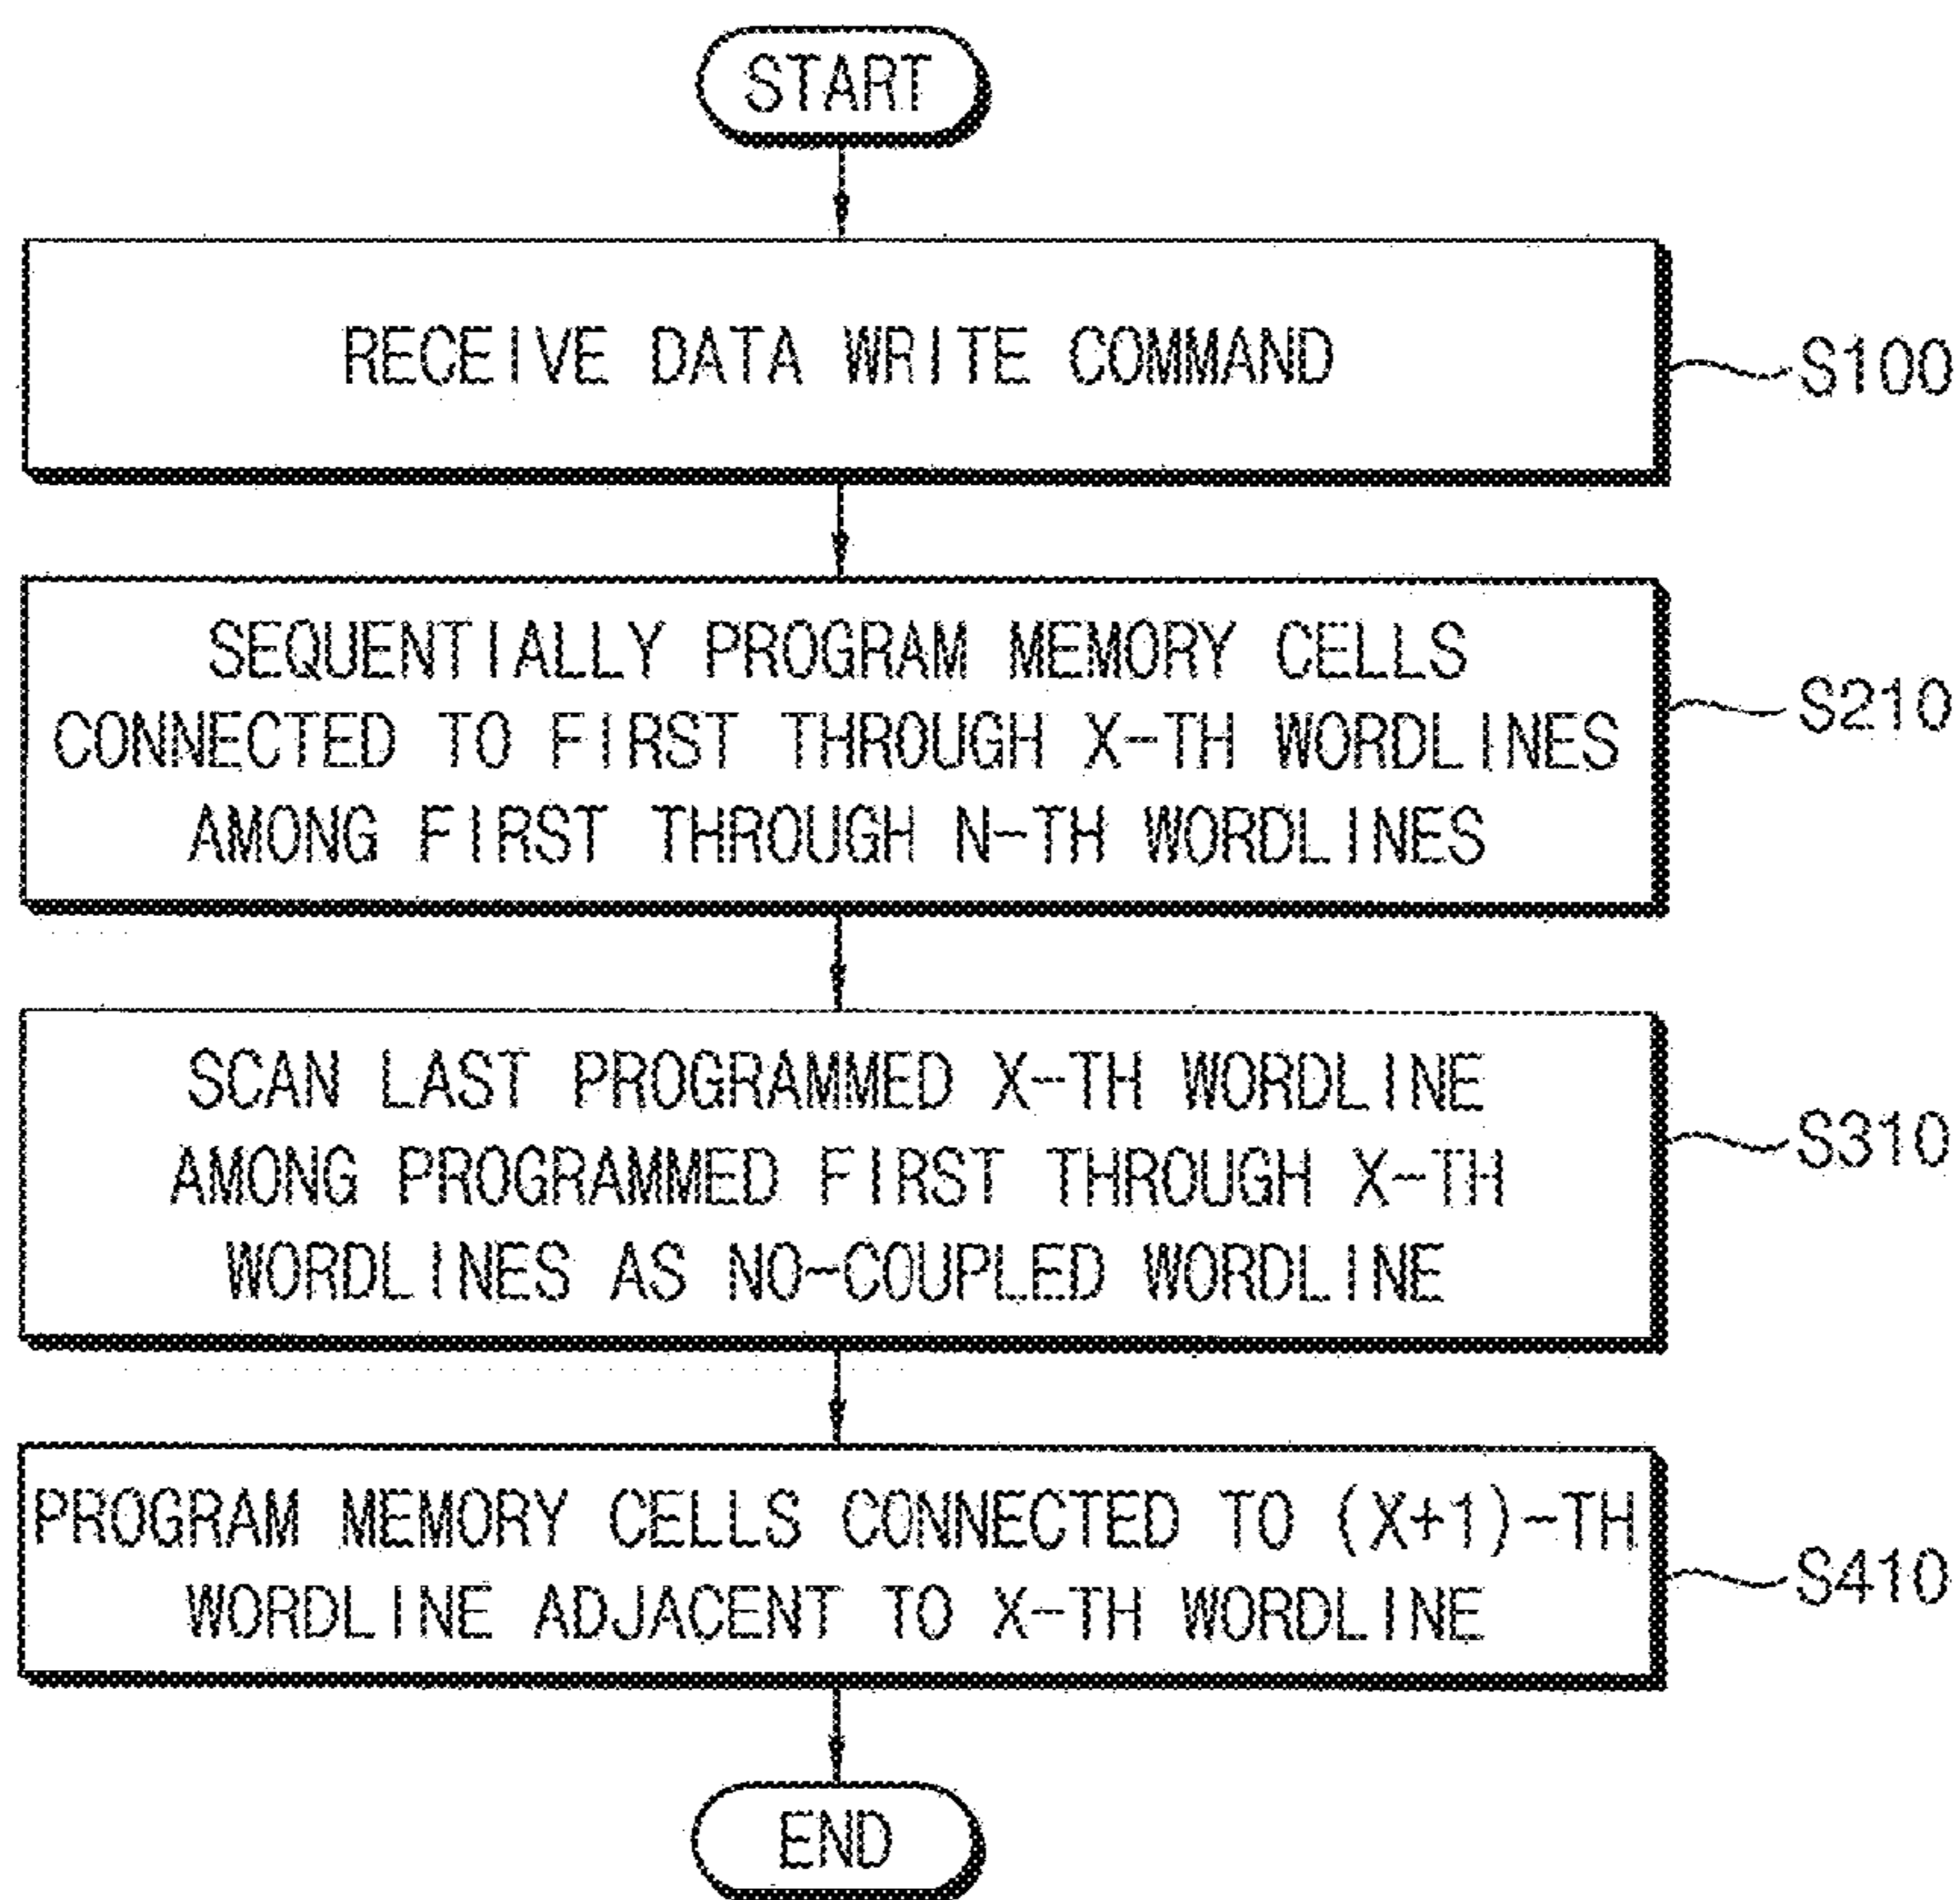 START
RECEIVE DATA WRITE COMMAND
S100
SEQUENTIALLY PROGRAM MEMORY CELLS
CONNECTED TO FIRST THROUGH X-TH WORDLINES
AMONG FIRST THROUGH N-TH WORDLINES
S210
SCAN LAST PROGRAMMED X-TH WORDLINE
AMONG PROGRAMMED FIRST THROUGH X-TH
WORDLINES AS NO-COUPLED WORDLINE
S310
PROGRAM MEMORY CELLS CONNECTED TO (X+1)-TH
WORDLINE ADJACENT TO X-TH WORDLINE
S410
END